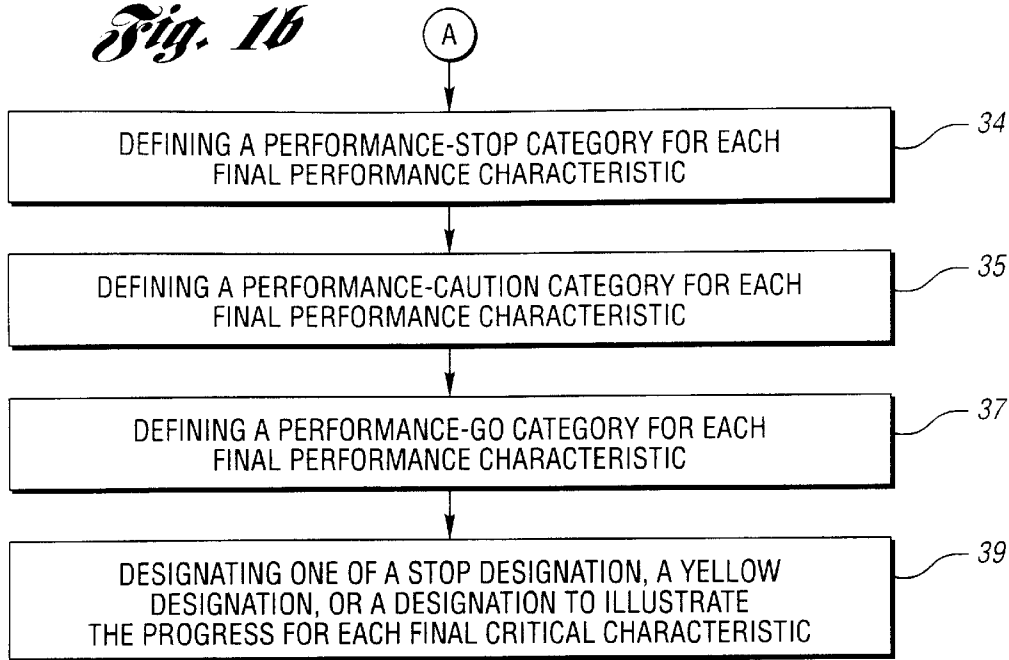 Fig. 1b
A
DEFINING A PERFORMANCE-STOP CATEGORY FOR EACH
FINAL PERFORMANCE CHARACTERISTIC
34
DEFINING A PERFORMANCE-CAUTION CATEGORY FOR EACH
FINAL PERFORMANCE CHARACTERISTIC
35
DEFINING A PERFORMANCE-GO CATEGORY FOR EACH
FINAL PERFORMANCE CHARACTERISTIC
37
DESIGNATING ONE OF A STOP DESIGNATION, A YELLOW
DESIGNATION, OR A DESIGNATION TO ILLUSTRATE
THE PROGRESS FOR EACH FINAL CRITICAL CHARACTERISTIC
39